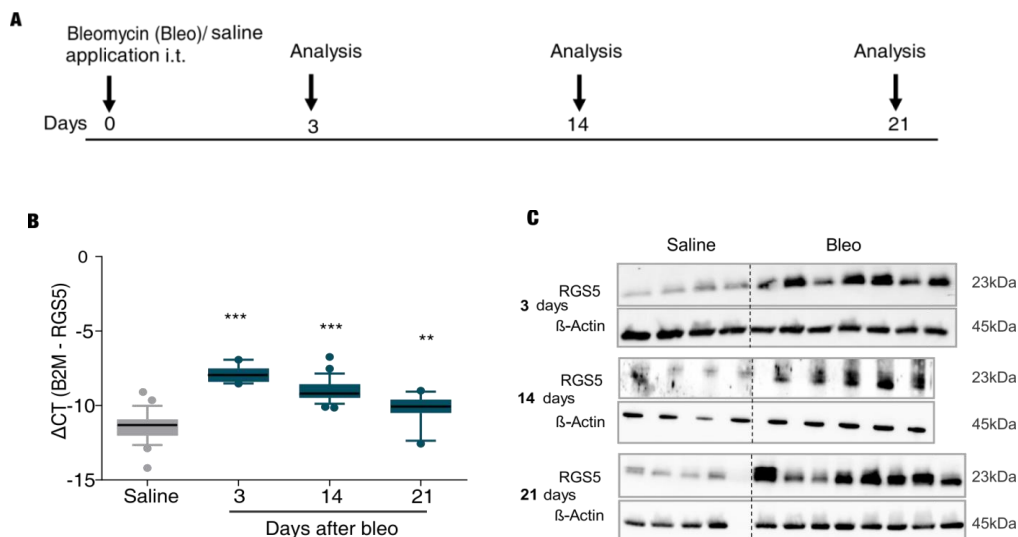 A
Bleomycin (Bleo)/ saline
application i.t.
Analysis
Analysis
Analysis
Days 0 3 14 21
B
ΔCT (B2M - RGS5)
0
-5
-10
-15
***
***
**
Saline 3 14 21
Days after bleo
C
Saline Bleo
RGS5 23kDa
3 days
ß-Actin 45kDa
RGS5 23kDa
14 days
ß-Actin 45kDa
RGS5 23kDa
21 days
ß-Actin 45kDa